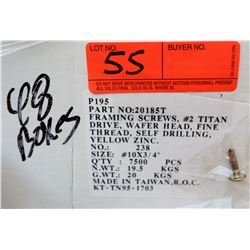 LOT NO.
BUYER NO.
55
DO NOT MOVE MERCHANDISE WITHOUT AUCTION PERSONNEL PRESENT
ALL SALES FINAL. SOLD AS IS, WHERE IS.
48
BOXES
P195
PART NO:20185T
FRAMING SCREWS, #2 TITAN
DRIVE, WAFER HEAD, FINE
THREAD, SELF DRILLING,
YELLOW ZINC.
NO.: 238
SIZE: #10X3/4"
Q'TY : 7500 PCS
N.W.: 19.5 KGS
G.W.: 20 KGS
MADE IN TAIWAN,R.O.C.
KT-TN95-1703